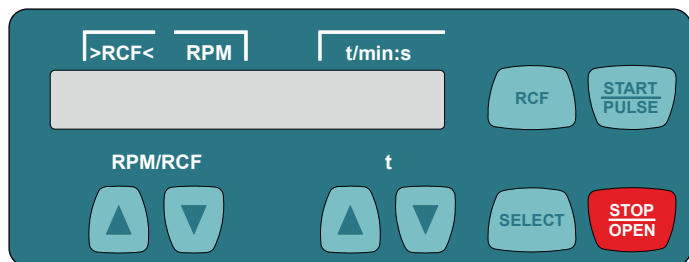 >RCF< RPM t/min:s
RCF
START
PULSE
RPM/RCF t
SELECT
STOP
OPEN